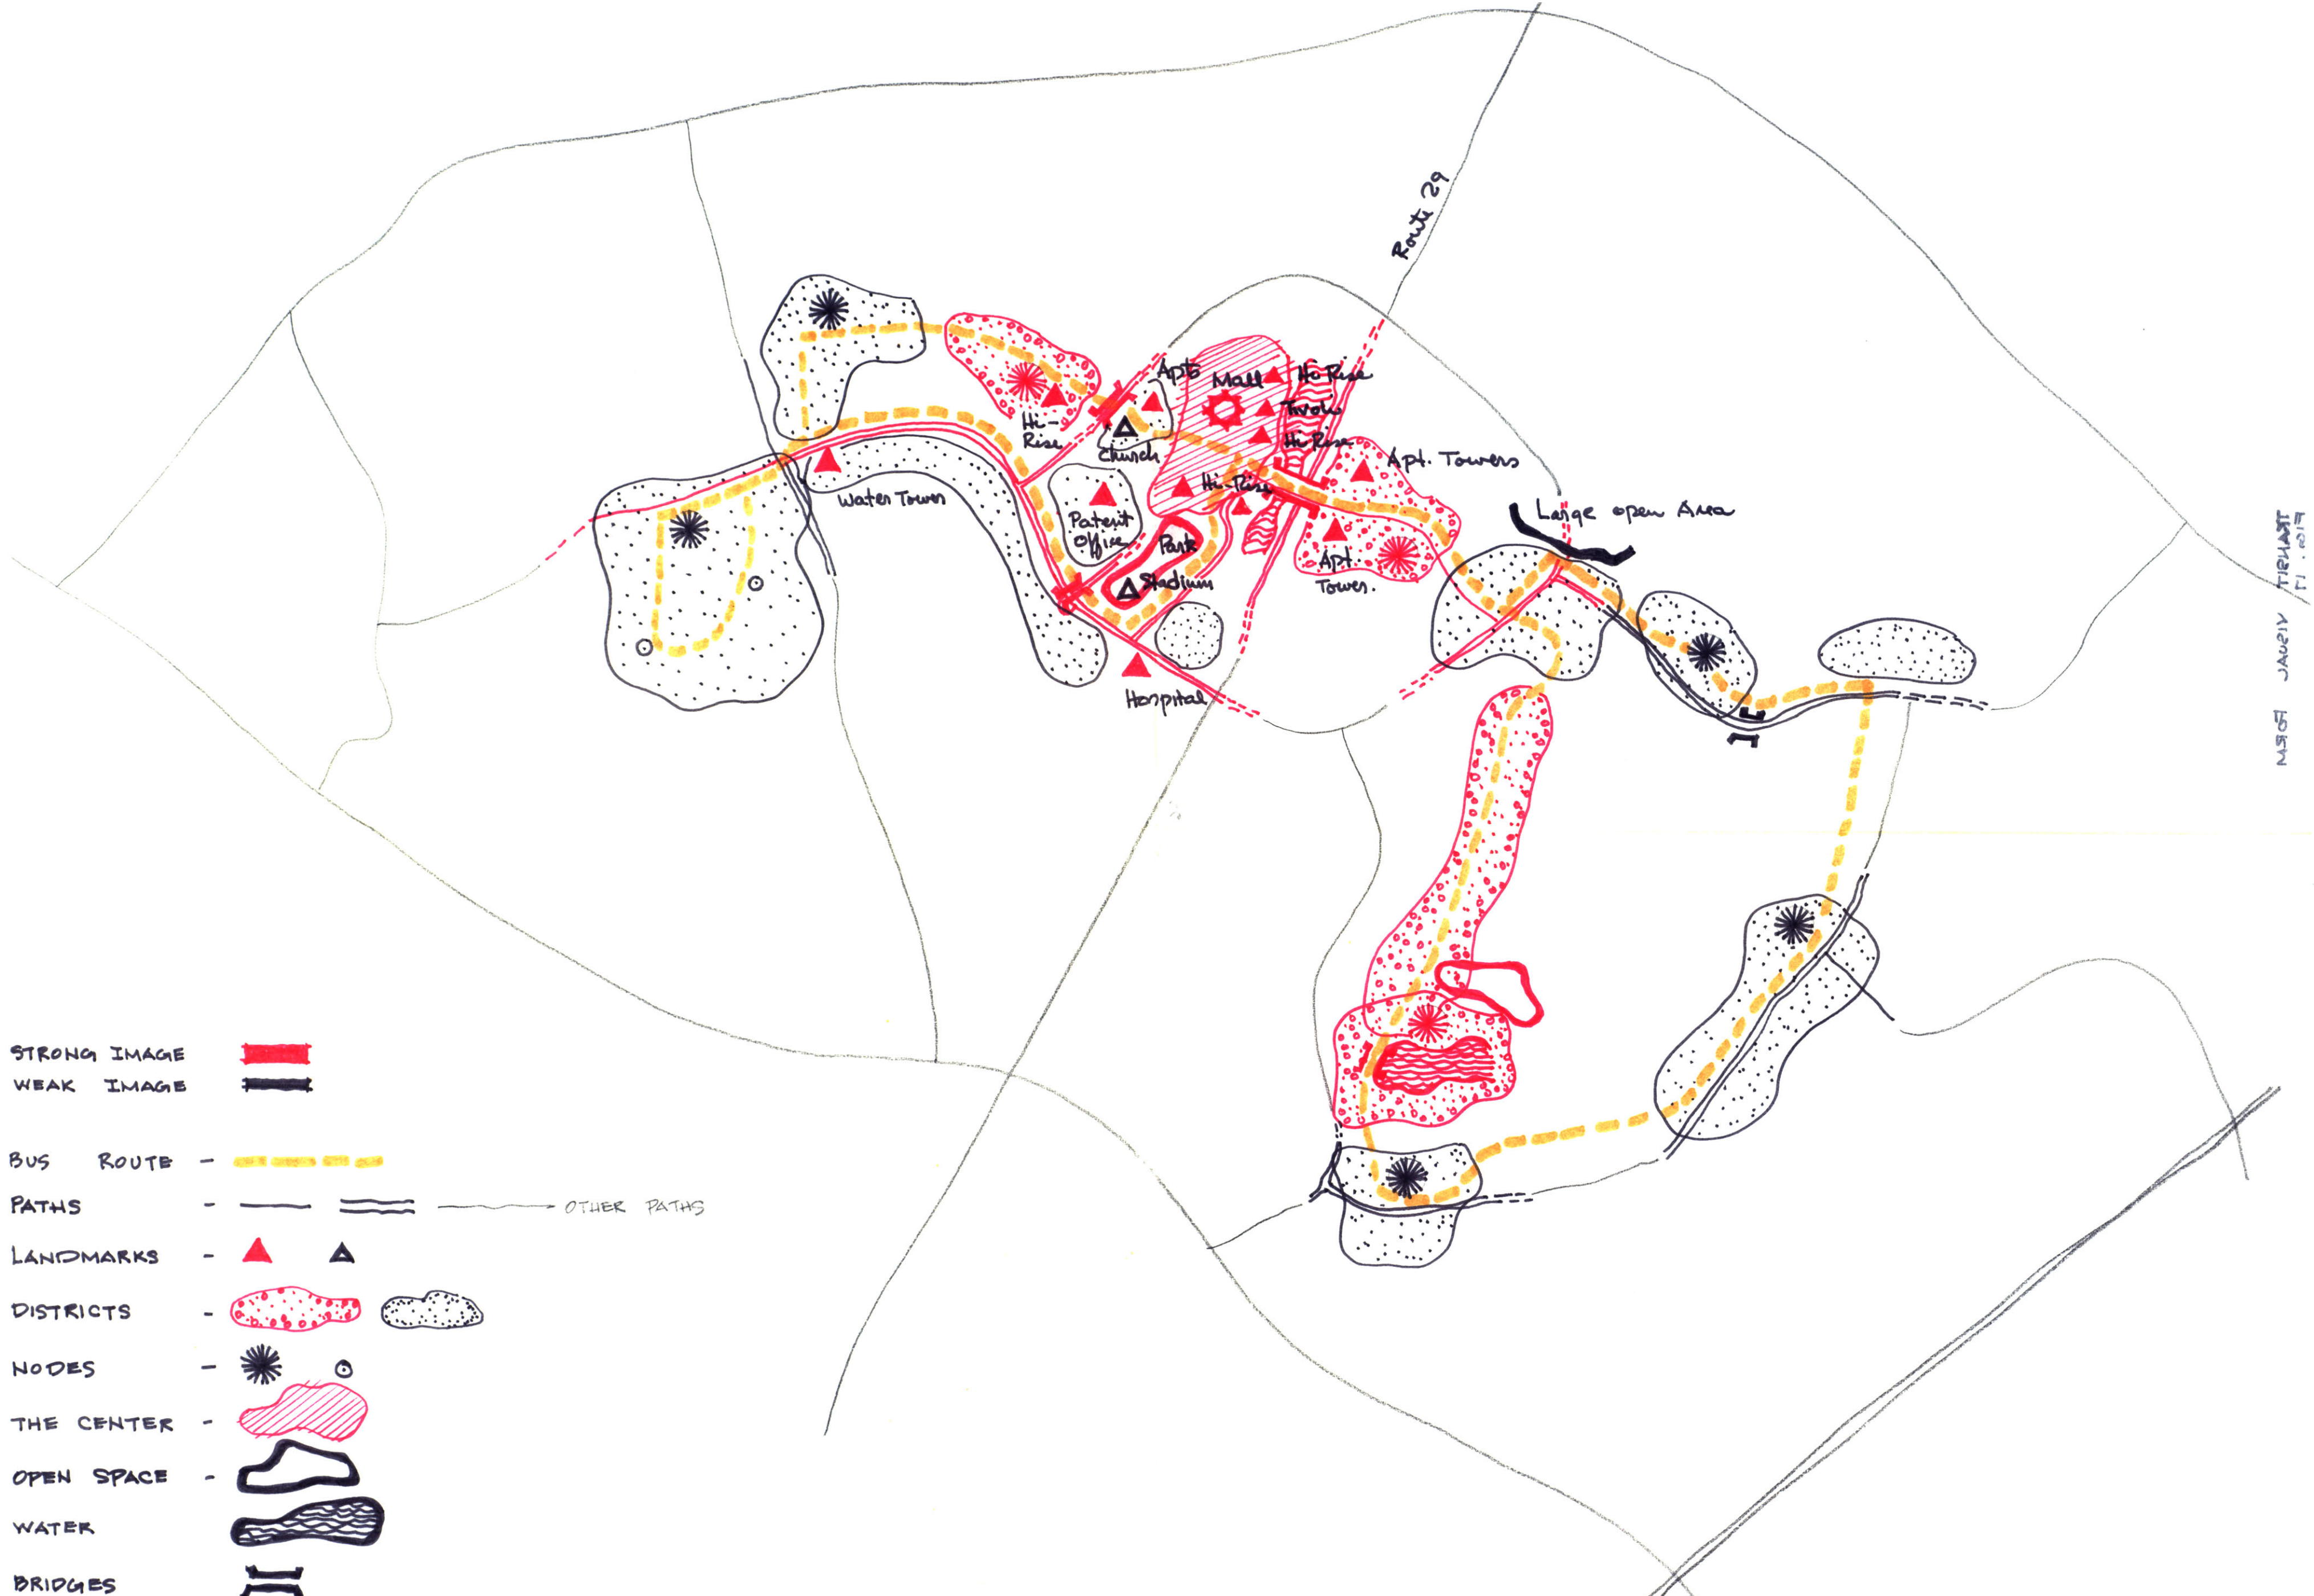 Route 29
Apts
Mall
Hi Rise
Tivoli
Hi Rise
Hi-
Rise
Church
Apt. Towers
Water Tower
Hi-Rise
Patent
Office
Park
Large open Area
Stadium
Apt.
Tower.
Hospital
STRONG IMAGE
WEAK IMAGE
BUS ROUTE -
PATHS -
OTHER PATHS
LANDMARKS -
DISTRICTS -
NODES -
THE CENTER -
OPEN SPACE -
WATER
BRIDGES
VISUAL
FORM